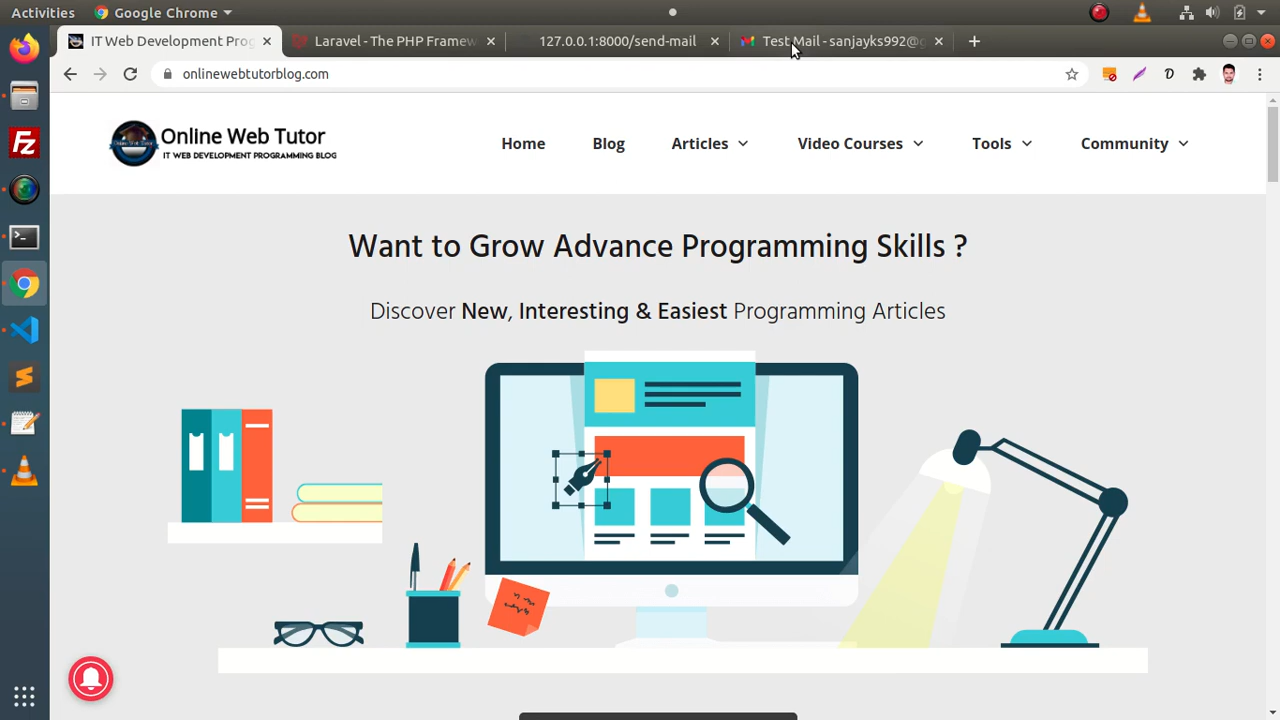 Activities Google Chrome
IT Web Development Prog
Laravel - The PHP Framew
127.0.0.1:8000/send-mail
Test Mail - sanjayks992@g
onlinewebtutorblog.com
Online Web Tutor
IT WEB DEVELOPMENT PROGRAMMING BLOG
Home Blog Articles Video Courses Tools Community
Want to Grow Advance Programming Skills ?
Discover New, Interesting & Easiest Programming Articles